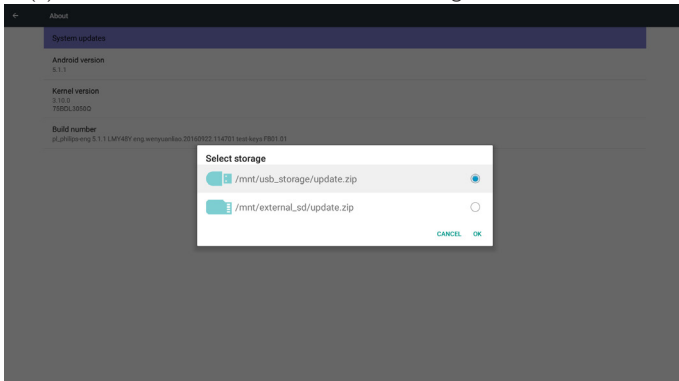 About
System updates
Android version
5.1.1
Kernel version
3.10.0
Build number
Select storage
/mnt/usb_storage/update.zip
/mnt/external_sd/update.zip
CANCEL OK